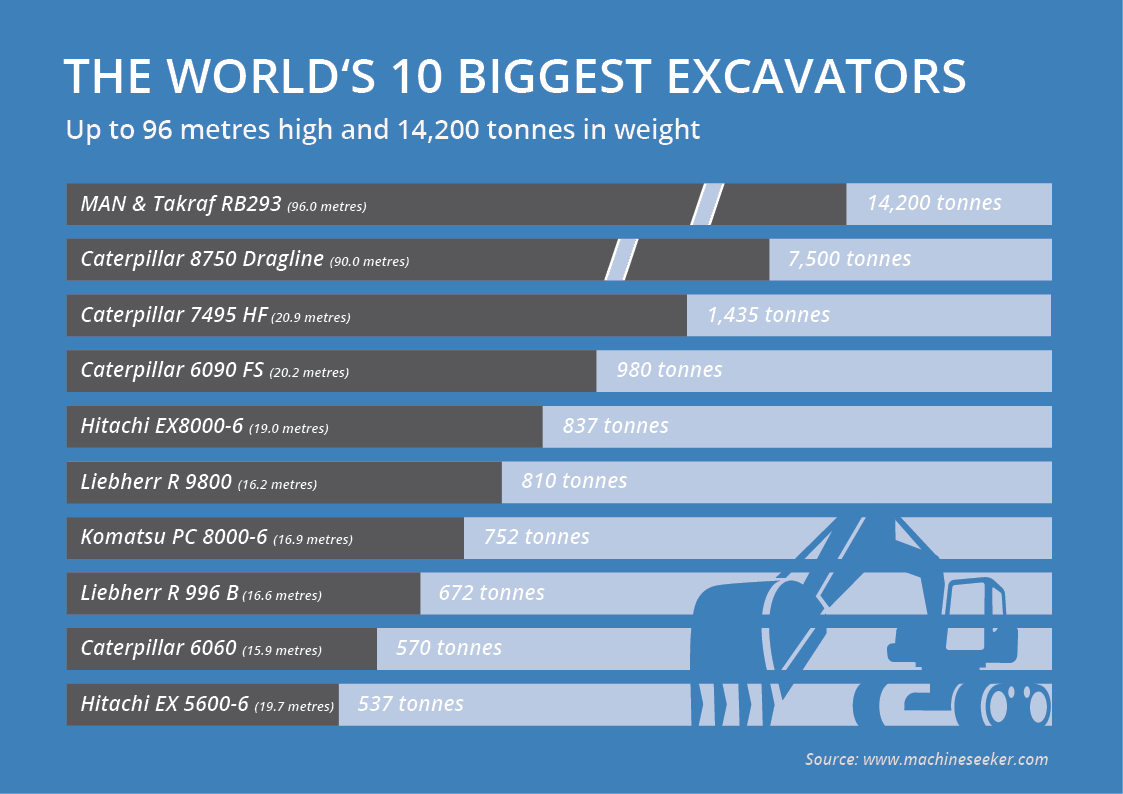 THE WORLD‘S 10 BIGGEST EXCAVATORS
Up to 96 metres high and 14,200 tonnes in weight
MAN & Takraf RB293 (96.0 metres) 14,200 tonnes
Caterpillar 8750 Dragline (90.0 metres) 7,500 tonnes
Caterpillar 7495 HF (20.9 metres) 1,435 tonnes
Caterpillar 6090 FS (20.2 metres) 980 tonnes
Hitachi EX8000-6 (19.0 metres) 837 tonnes
Liebherr R 9800 (16.2 metres) 810 tonnes
Komatsu PC 8000-6 (16.9 metres) 752 tonnes
Liebherr R 996 B (16.6 metres) 672 tonnes
Caterpillar 6060 (15.9 metres) 570 tonnes
Hitachi EX 5600-6 (19.7 metres) 537 tonnes
Source: www.machineseeker.com